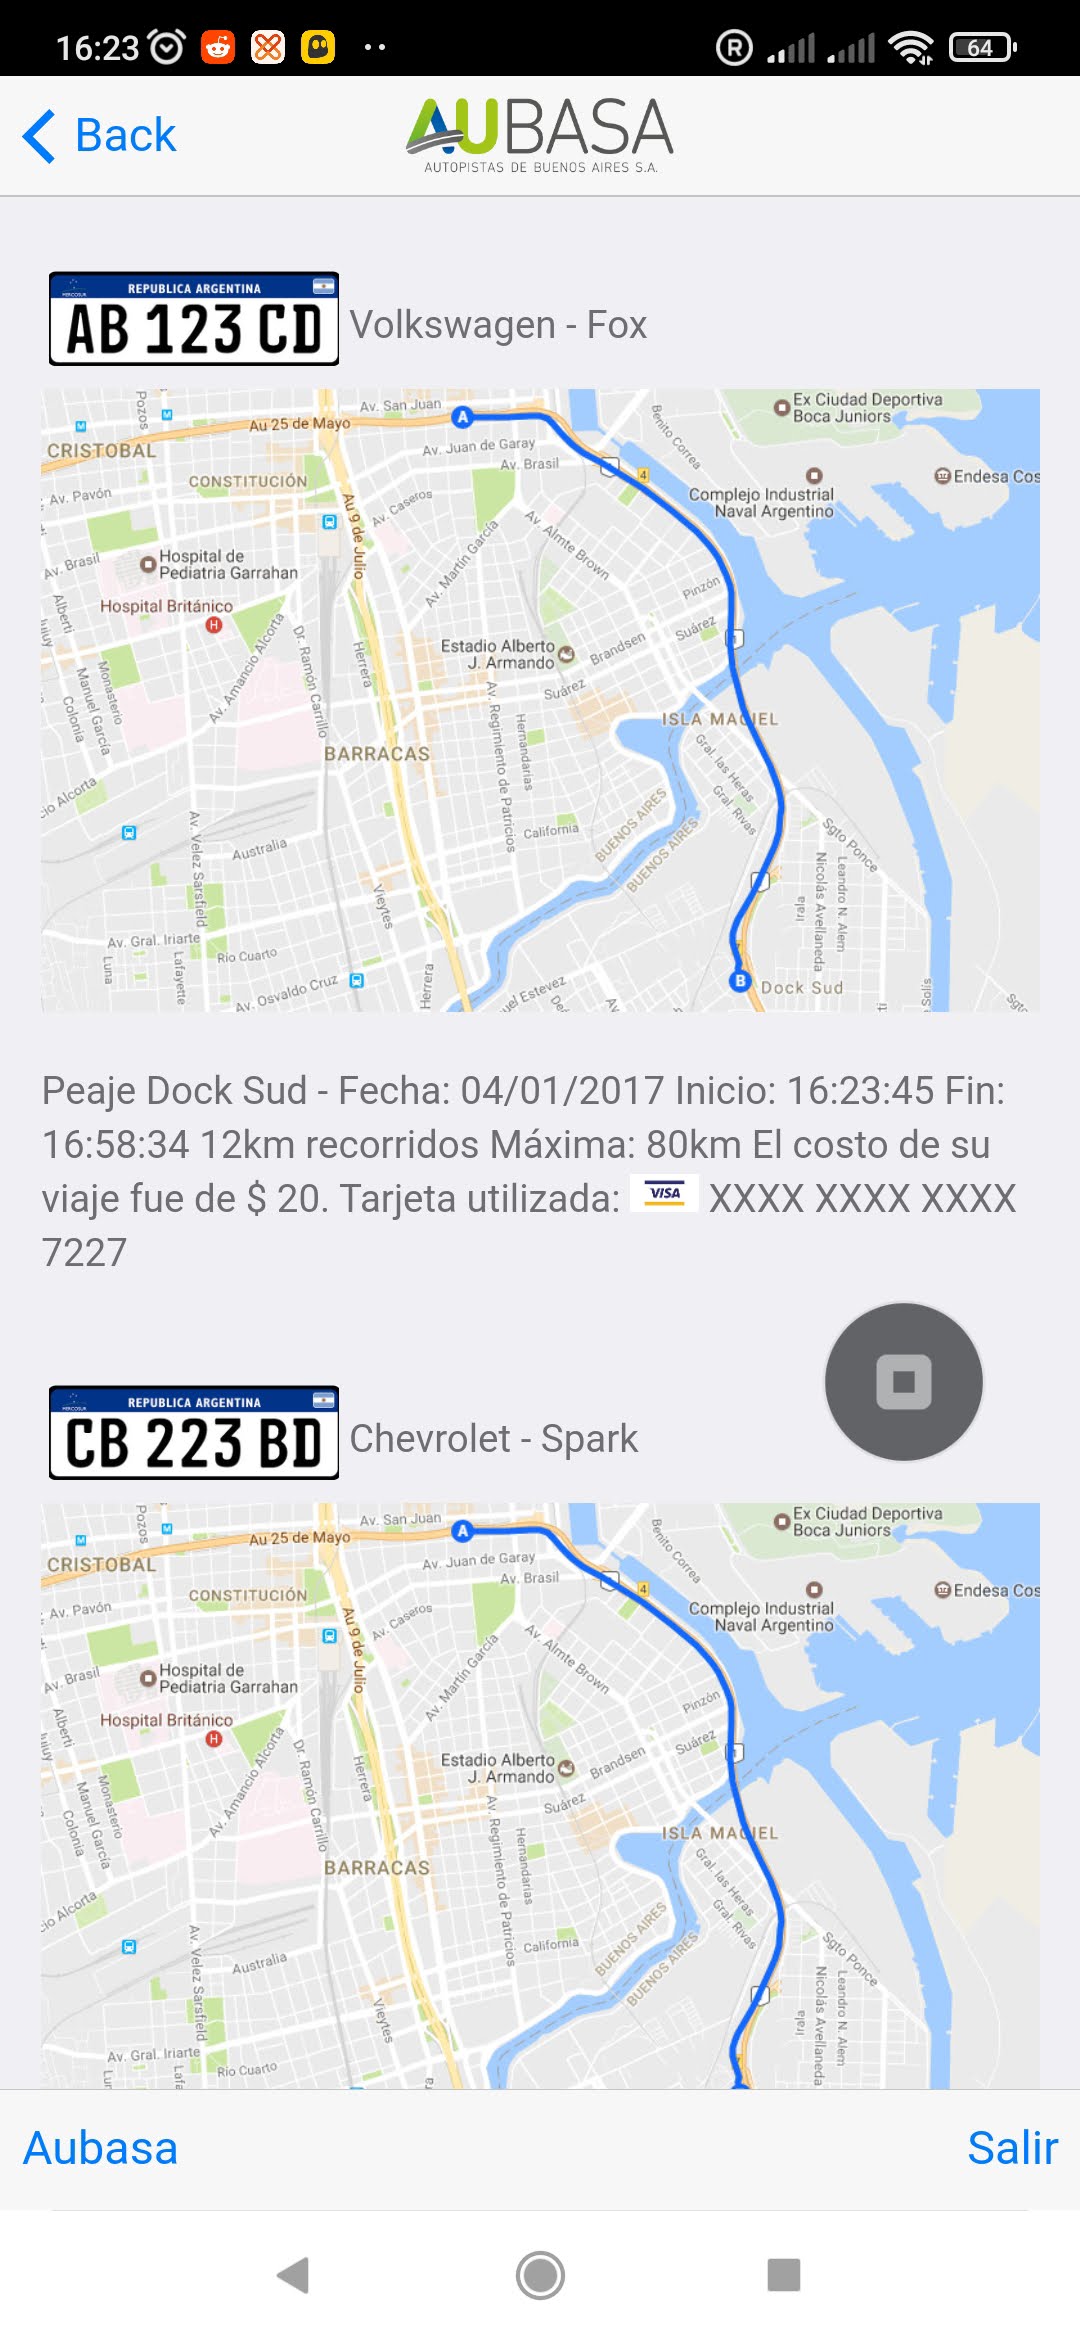 16:23
R
64
Back
AUBASA
AUTOPISTAS DE BUENOS AIRES S.A.
REPUBLICA ARGENTINA
AB 123 CD
Volkswagen - Fox
Pozos
Av. San Juan
Au 25 de Mayo
A
Benito Correa
Ex Ciudad Deportiva
Boca Juniors
CRISTOBAL
Av. Juan de Garay
Av. Brasil
4
Endesa Cos
CONSTITUCIÓN
Av. Pavón
Av. Caseros
Complejo Industrial
Naval Argentino
Au 9 de Julio
Av. Martín García
Av. Almte Brown
Av. Brasil
Hospital de
Pediatria Garrahan
Pinzón
Alberti
Hospital Británico
H
Av. Amancio Alcorta
Dr. Ramón Carrillo
Herrera
Suárez
Estadio Alberto
J. Armando
Brandsen
Monasterio
Manuel García
Colonia
Suárez
Av. Regimiento de Patricios
Hernandarias
ISLA MACIEL
BARRACAS
Gral. las Heras
Gral. Rivas
cio Alcorta
Av. Velez Sarsfield
California
BUENOS AIRES
BUENOS AIRES
Sgto Ponce
Australia
Nicolás Avellaneda
Leandro N. Alem
Irala
Vieytes
Av. Gral. Iriarte
Luna
Lafayette
Rio Cuarto
Av. Osvaldo Cruz
Herrera
uel Estevez
B
Dock Sud
Solis
Sgto
Peaje Dock Sud - Fecha: 04/01/2017 Inicio: 16:23:45 Fin:
16:58:34 12km recorridos Máxima: 80km El costo de su
viaje fue de $ 20. Tarjeta utilizada: VISA XXXX XXXX XXXX
7227
REPUBLICA ARGENTINA
CB 223 BD
Chevrolet - Spark
Pozos
Av. San Juan
Au 25 de Mayo
A
Benito Correa
Ex Ciudad Deportiva
Boca Juniors
CRISTOBAL
Av. Juan de Garay
Av. Brasil
4
Endesa Cos
CONSTITUCIÓN
Av. Pavón
Av. Caseros
Complejo Industrial
Naval Argentino
Au 9 de Julio
Av. Martín García
Av. Almte Brown
Av. Brasil
Hospital de
Pediatria Garrahan
Pinzón
Alberti
Hospital Británico
H
Av. Amancio Alcorta
Dr. Ramón Carrillo
Herrera
Suárez
Estadio Alberto
J. Armando
Brandsen
Monasterio
Manuel García
Colonia
Suárez
Av. Regimiento de Patricios
Hernandarias
ISLA MACIEL
BARRACAS
Gral. las Heras
Gral. Rivas
cio Alcorta
Av. Velez Sarsfield
California
BUENOS AIRES
BUENOS AIRES
Sgto Ponce
Australia
Nicolás Avellaneda
Leandro N. Alem
Irala
Vieytes
Av. Gral. Iriarte
Rio Cuarto
Aubasa
Salir